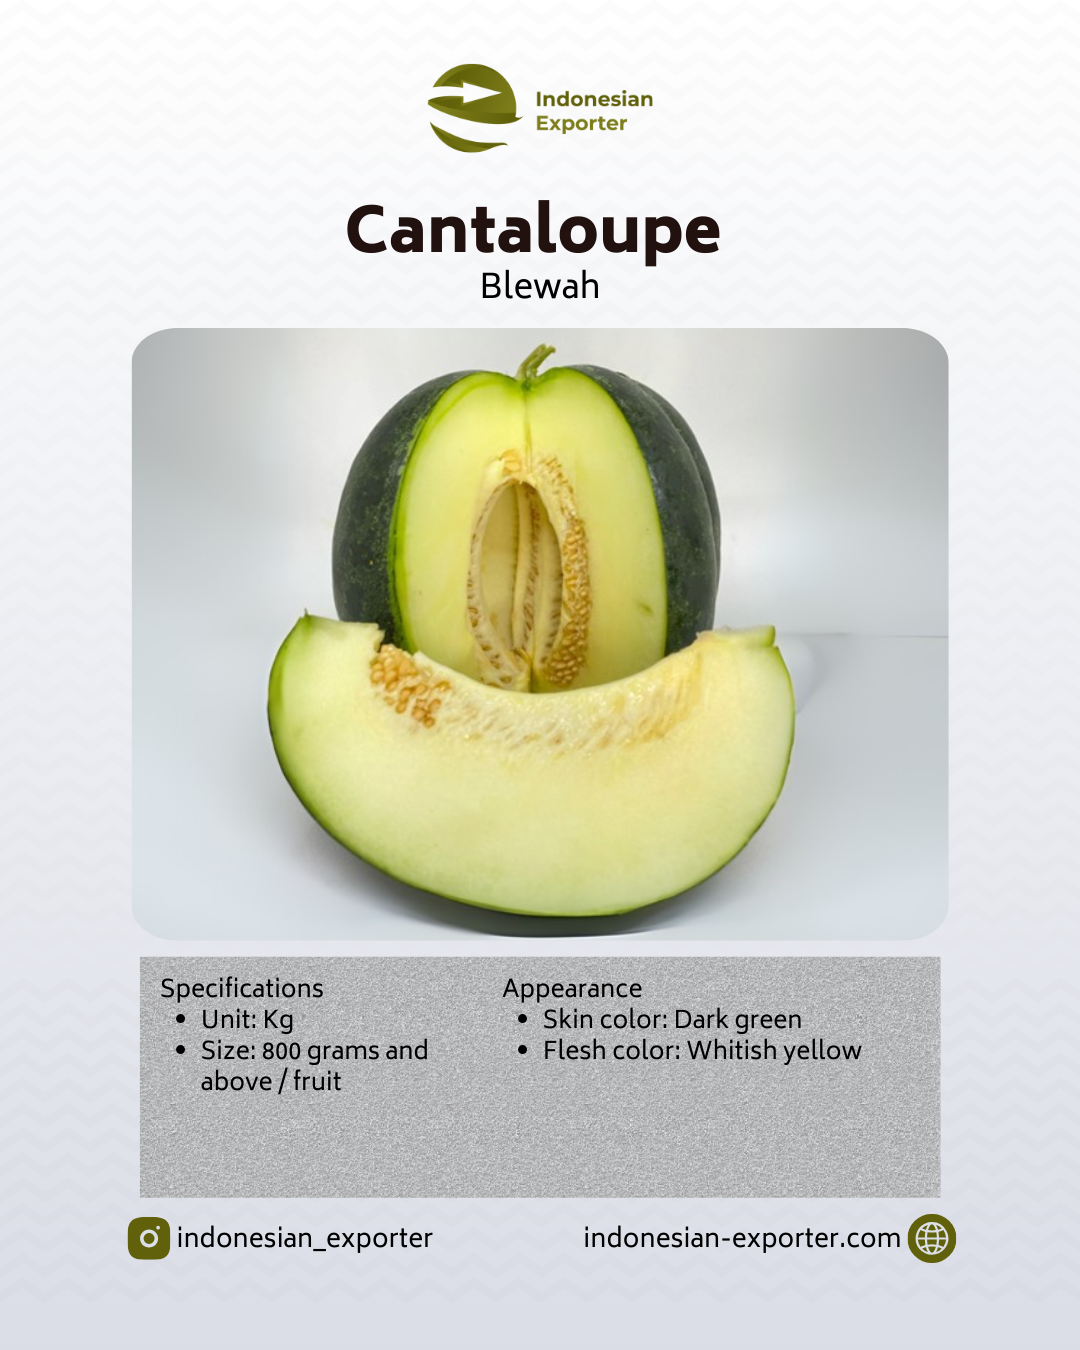 Indonesian
Exporter
Cantaloupe
Blewah
Specifications
• Unit: Kg
• Size: 800 grams and
above / fruit
Appearance
• Skin color: Dark green
• Flesh color: Whitish yellow
indonesian_exporter
indonesian-exporter.com